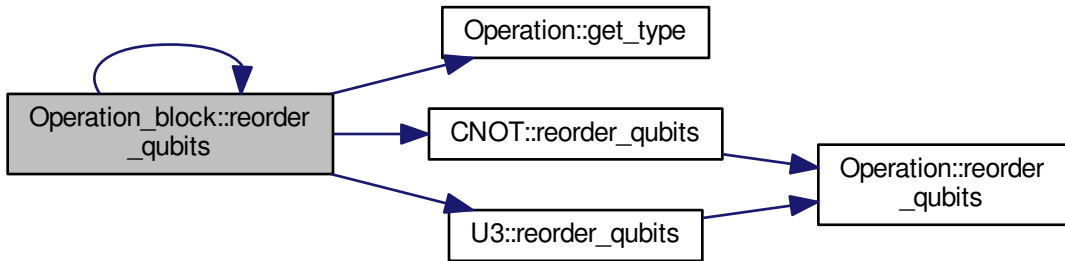 Operation::get_type
Operation_block::reorder
_qubits
CNOT::reorder_qubits
Operation::reorder
_qubits
U3::reorder_qubits